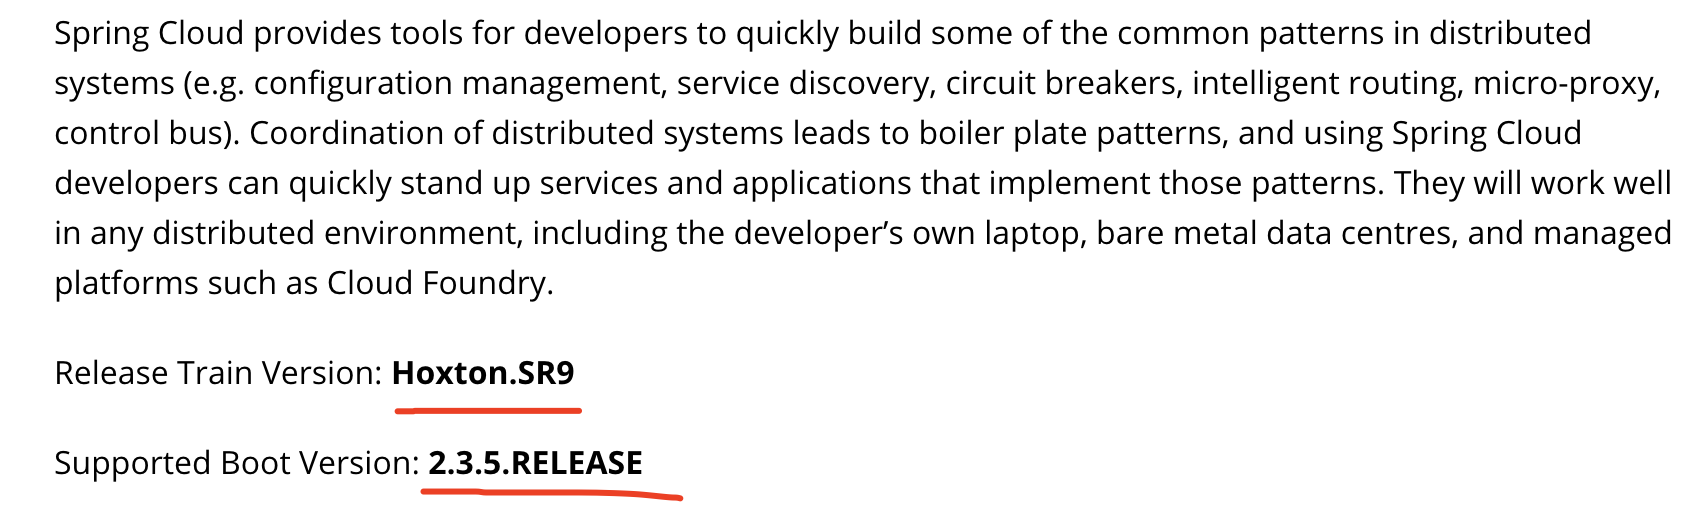 Spring Cloud provides tools for developers to quickly build some of the common patterns in distributed
systems (e.g. configuration management, service discovery, circuit breakers, intelligent routing, micro-proxy,
control bus). Coordination of distributed systems leads to boiler plate patterns, and using Spring Cloud
developers can quickly stand up services and applications that implement those patterns. They will work well
in any distributed environment, including the developer’s own laptop, bare metal data centres, and managed
platforms such as Cloud Foundry.
Release Train Version: Hoxton.SR9
Supported Boot Version: 2.3.5.RELEASE